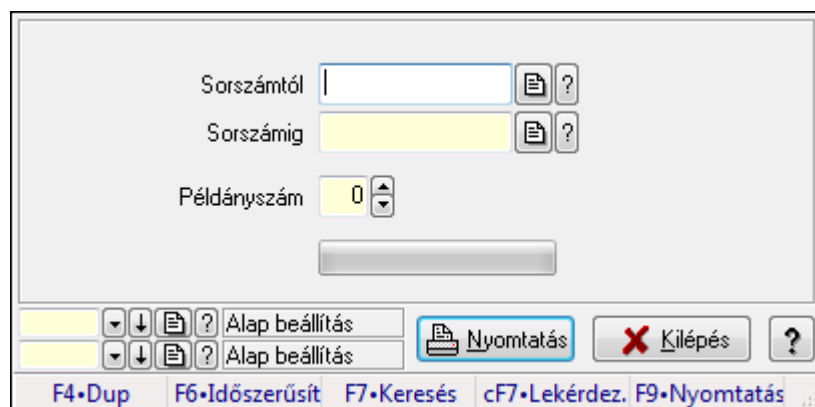 Sorszámtól ?
Sorszámig ?
Példányszám 0
? Alap beállítás
? Alap beállítás
Nyomtatás
Kilépés
?
F4•Dup F6•Időszerűsít F7•Keresés cF7•Lekérdez. F9•Nyomtatás